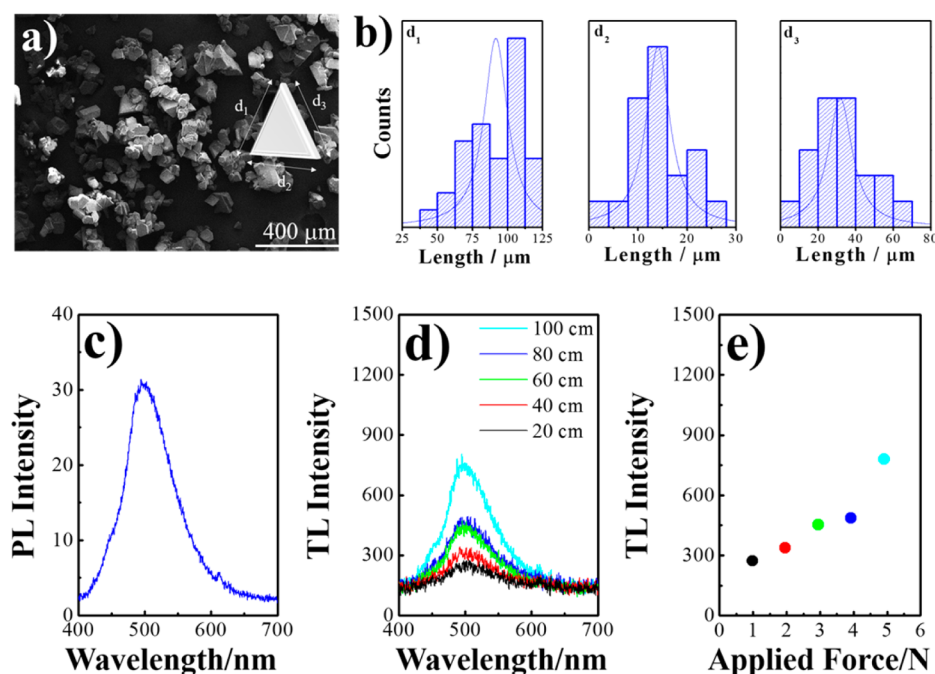 a)
d1
d3
d2
400 μm
b)
d1
d2
d3
Counts
25 50 75 100 125
0 10 20 30
0 20 40 60 80
Length / μm
Length / μm
Length / μm
c)
40
30
20
10
0
PL Intensity
400 500 600 700
Wavelength/nm
d)
1500
1200
900
600
300
0
TL Intensity
100 cm
80 cm
60 cm
40 cm
20 cm
400 500 600 700
Wavelength/nm
e)
1500
1200
900
600
300
0
TL Intensity
0 1 2 3 4 5 6
Applied Force/N